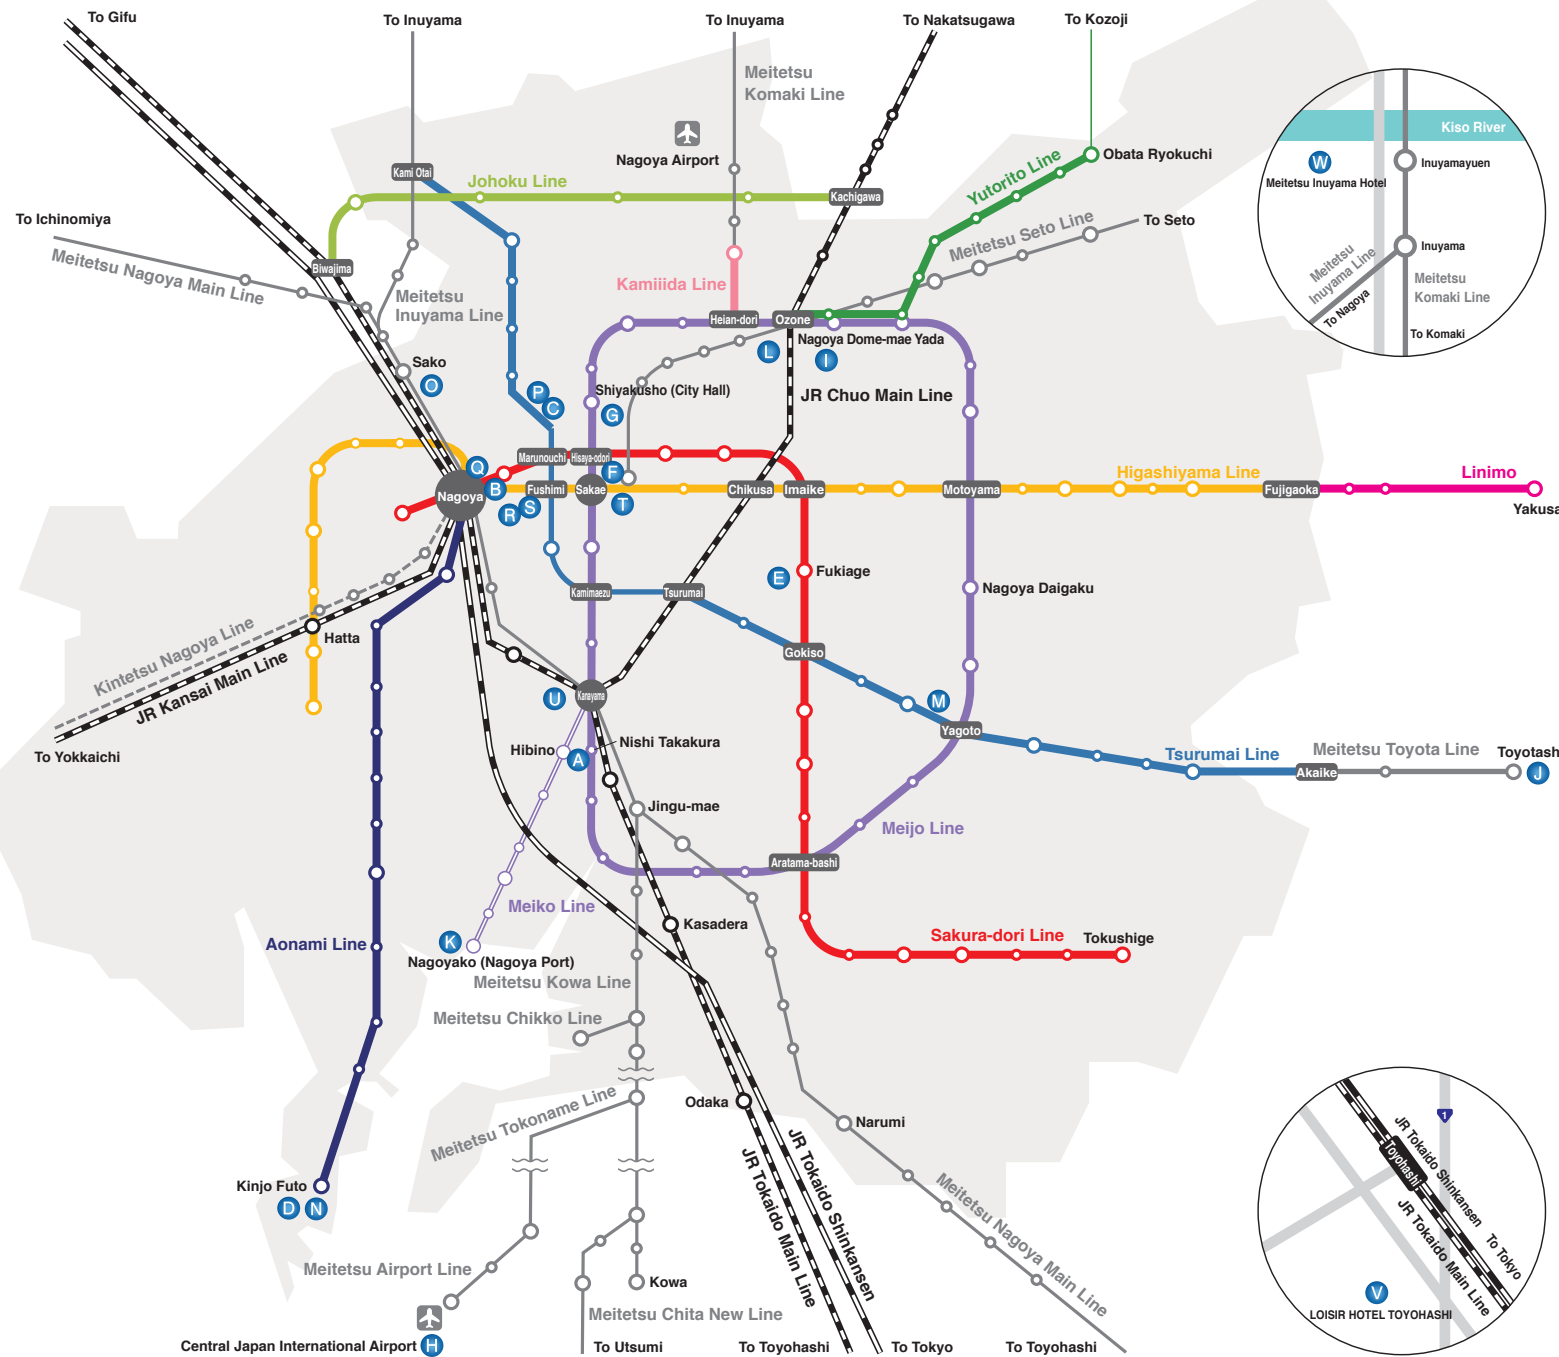 To Gifu
To Inuyama
To Inuyama
To Nakatsugawa
To Kozoji
Meitetsu
Komaki Line
Nagoya Airport
Kami Otai
Johoku Line
Kachigawa
Yutorito Line
Obata Ryokuchi
To Ichinomiya
Meitetsu Nagoya Main Line
Biwajima
Meitetsu
Inuyama Line
Kamiiida Line
Meitetsu Seto Line
To Seto
Heian-dori
Ozone
Nagoya Dome-mae Yada
L
I
Sako
O
P
C
Shiyakusho (City Hall)
G
JR Chuo Main Line
Marunouchi
Hisaya-odori
Q
F
Nagoya
B
Fushimi
Sakae
Chikusa
Imaike
Motoyama
Higashiyama Line
Fujigaoka
Linimo
Yakusa
R
S
T
E
Fukiage
Kamimaezu
Tsurumai
Nagoya Daigaku
Hatta
Kintetsu Nagoya Line
JR Kansai Main Line
To Yokkaichi
Gokiso
U
Kanayama
M
Yagoto
Hibino
A
Nishi Takakura
Tsurumai Line
Akaike
Meitetsu Toyota Line
Toyotash
J
Jingu-mae
Meijo Line
Aratama-bashi
Meiko Line
Aonami Line
K
Nagoyako (Nagoya Port)
Kasadera
Sakura-dori Line
Tokushige
Meitetsu Kowa Line
Meitetsu Chikko Line
Meitetsu Tokoname Line
Odaka
Narumi
Kinjo Futo
D
N
JR Tokaido Shinkansen
JR Tokaido Main Line
Meitetsu Nagoya Main Line
Meitetsu Airport Line
Kowa
Meitetsu Chita New Line
Central Japan International Airport
H
To Utsumi
To Toyohashi
To Tokyo
To Toyohashi
Kiso River
W
Meitetsu Inuyama Hotel
Inuyamayuen
Inuyama
Meitetsu
Inuyama Line
To Nagoya
Meitetsu
Komaki Line
To Komaki
1
JR Tokaido Shinkansen
Toyohashi
To Tokyo
JR Tokaido Main Line
V
LOISIR HOTEL TOYOHASHI